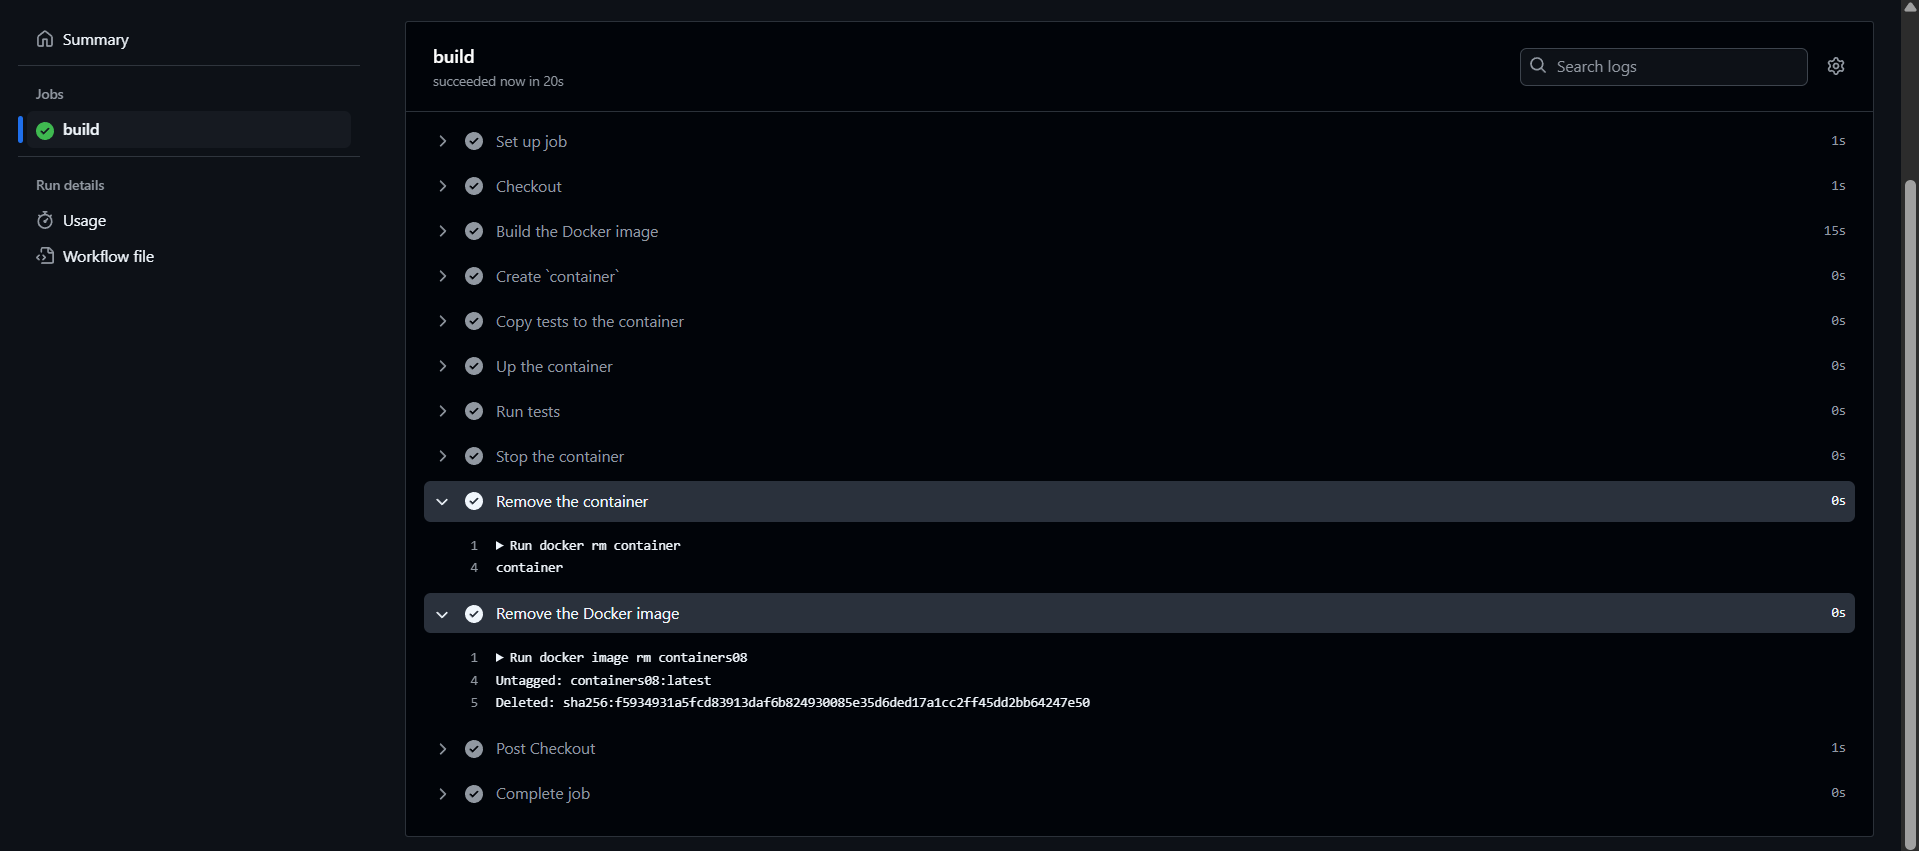 Summary
Jobs
build
Run details
Usage
Workflow file
build
succeeded now in 20s
Search logs
Set up job 1s
Checkout 1s
Build the Docker image 15s
Create `container` 0s
Copy tests to the container 0s
Up the container 0s
Run tests 0s
Stop the container 0s
Remove the container 0s
1 Run docker rm container
4 container
Remove the Docker image 0s
1 Run docker image rm containers08
4 Untagged: containers08:latest
5 Deleted: sha256:f5934931a5fcd83913daf6b824930085e35d6ded17a1cc2ff45dd2bb64247e50
Post Checkout 1s
Complete job 0s